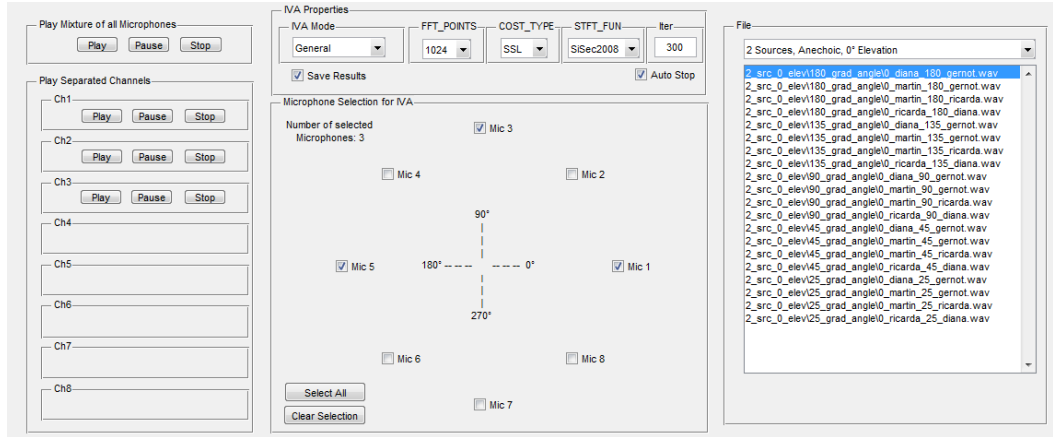 Play Mixture of all Microphones
Play Pause Stop
Play Separated Channels
Ch1
Play Pause Stop
Ch2
Play Pause Stop
Ch3
Play Pause Stop
Ch4
Ch5
Ch6
Ch7
Ch8
IVA Properties
IVA Mode
General
FFT_POINTS
1024
COST_TYPE
SSL
STFT_FUN
SiSec2008
Iter
300
Save Results
Auto Stop
Microphone Selection for IVA
Number of selected
Microphones: 3
Mic 3
Mic 4
Mic 2
90°
Mic 5
180° -- -- --
-- -- -- 0°
Mic 1
270°
Mic 6
Mic 8
Mic 7
Select All
Clear Selection
File
2 Sources, Anechoic, 0° Elevation
2_src_0_elev\180_grad_angle\0_diana_180_gernot.wav
2_src_0_elev\180_grad_angle\0_martin_180_gernot.wav
2_src_0_elev\180_grad_angle\0_martin_180_ricarda.wav
2_src_0_elev\180_grad_angle\0_ricarda_180_diana.wav
2_src_0_elev\135_grad_angle\0_diana_135_gernot.wav
2_src_0_elev\135_grad_angle\0_martin_135_gernot.wav
2_src_0_elev\135_grad_angle\0_martin_135_ricarda.wav
2_src_0_elev\135_grad_angle\0_ricarda_135_diana.wav
2_src_0_elev\90_grad_angle\0_diana_90_gernot.wav
2_src_0_elev\90_grad_angle\0_martin_90_gernot.wav
2_src_0_elev\90_grad_angle\0_martin_90_ricarda.wav
2_src_0_elev\90_grad_angle\0_ricarda_90_diana.wav
2_src_0_elev\45_grad_angle\0_diana_45_gernot.wav
2_src_0_elev\45_grad_angle\0_martin_45_gernot.wav
2_src_0_elev\45_grad_angle\0_martin_45_ricarda.wav
2_src_0_elev\45_grad_angle\0_ricarda_45_diana.wav
2_src_0_elev\25_grad_angle\0_diana_25_gernot.wav
2_src_0_elev\25_grad_angle\0_martin_25_gernot.wav
2_src_0_elev\25_grad_angle\0_martin_25_ricarda.wav
2_src_0_elev\25_grad_angle\0_ricarda_25_diana.wav